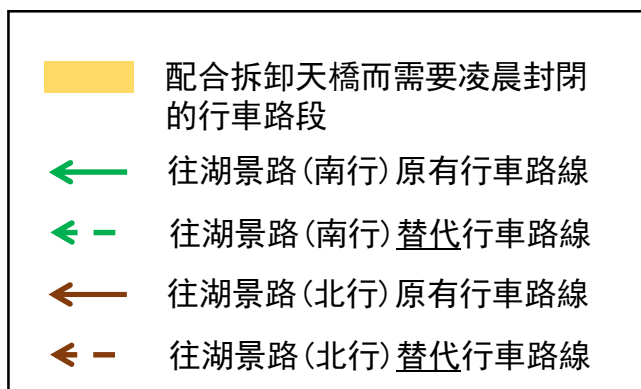 配合拆卸天橋而需要凌晨封閉
的行車路段
往湖景路(南行)原有行車路線
往湖景路(南行)替代行車路線
往湖景路(北行)原有行車路線
往湖景路(北行)替代行車路線